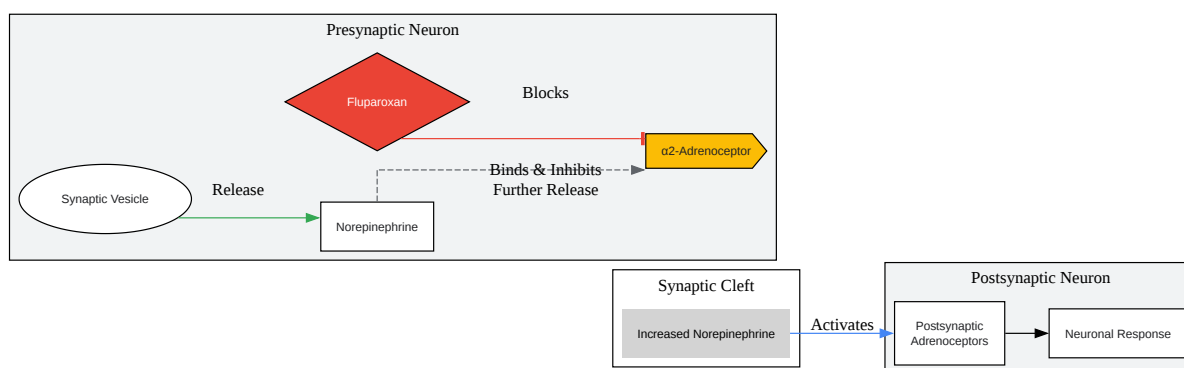 Presynaptic Neuron
Fluparoxan
Blocks
α2-Adrenoceptor
Binds & Inhibits
Further Release
Synaptic Vesicle
Release
Norepinephrine
Synaptic Cleft
Increased Norepinephrine
Activates
Postsynaptic Neuron
Postsynaptic
Adrenoceptors
Neuronal Response